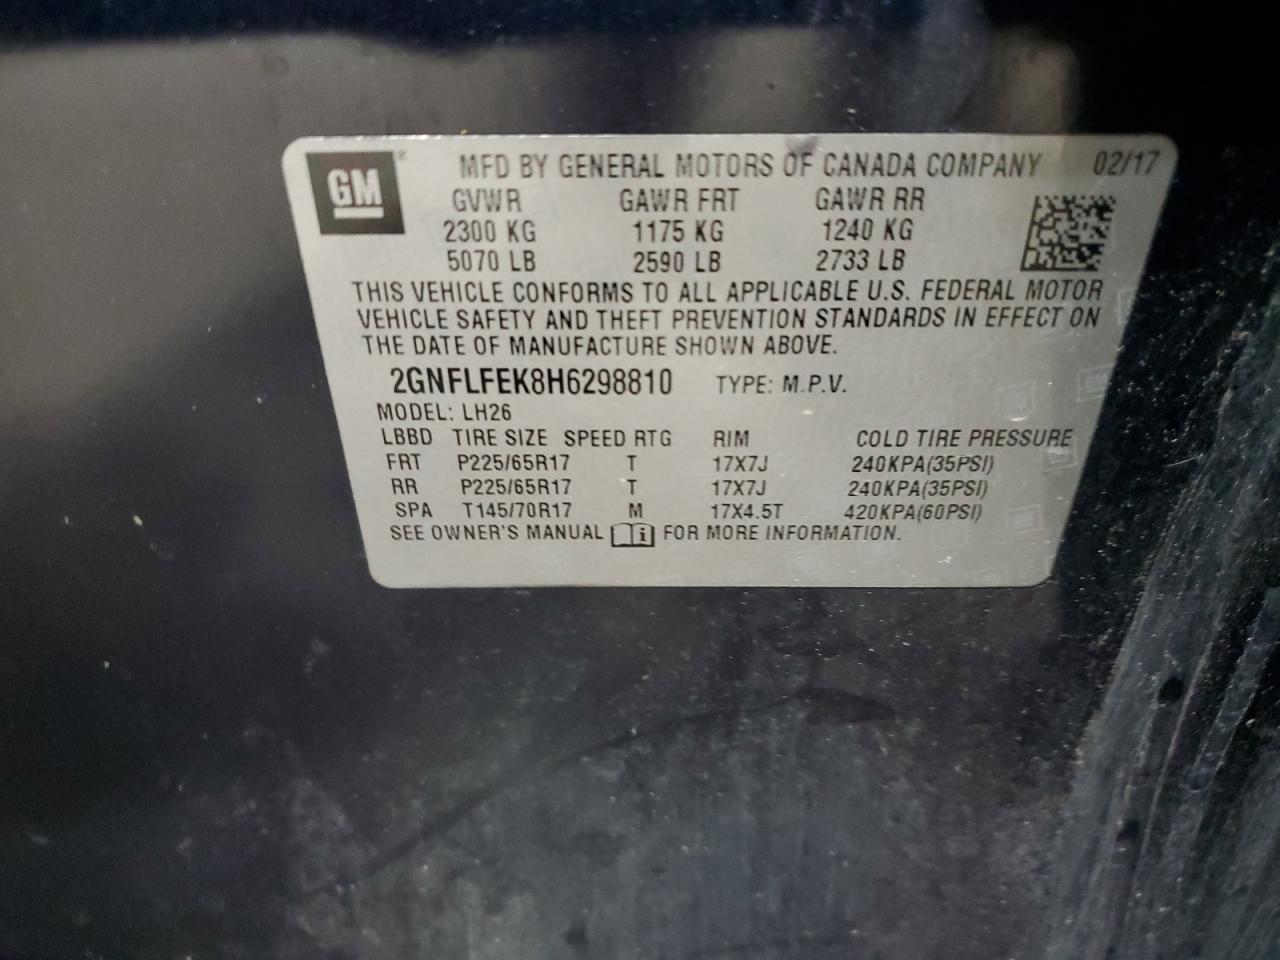 GM® MFD BY GENERAL MOTORS OF CANADA COMPANY 02/17
GVWR GAWR FRT GAWR RR
2300 KG 1175 KG 1240 KG
5070 LB 2590 LB 2733 LB
THIS VEHICLE CONFORMS TO ALL APPLICABLE U.S. FEDERAL MOTOR
VEHICLE SAFETY AND THEFT PREVENTION STANDARDS IN EFFECT ON
THE DATE OF MANUFACTURE SHOWN ABOVE.
2GNFLFEK8H6298810 TYPE: M.P.V.
MODEL: LH26
LBBD TIRE SIZE SPEED RTG RIM COLD TIRE PRESSURE
FRT P225/65R17 T 17X7J 240KPA(35PSI)
RR P225/65R17 T 17X7J 240KPA(35PSI)
SPA T145/70R17 M 17X4.5T 420KPA(60PSI)
SEE OWNER'S MANUAL i FOR MORE INFORMATION.